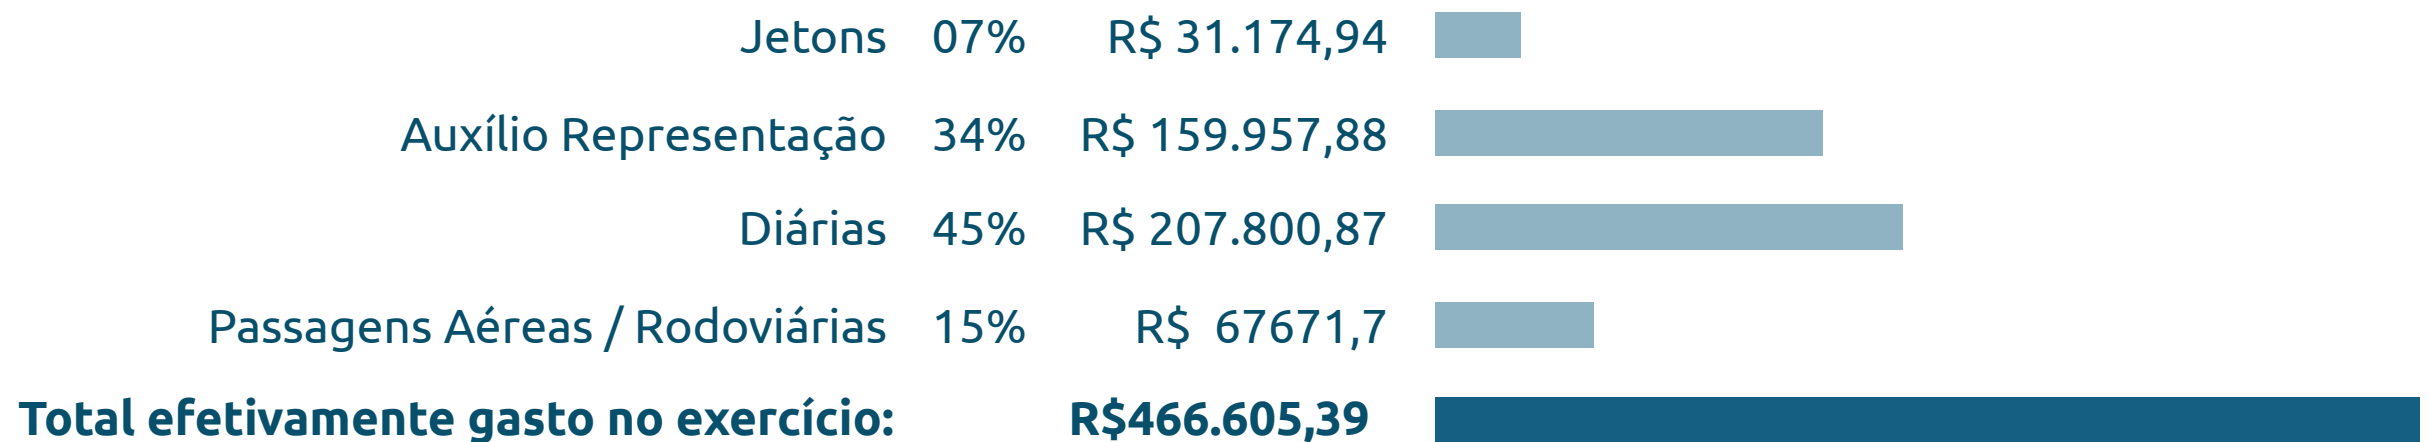 Jetons 07% R$ 31.174,94
Auxílio Representação 34% R$ 159.957,88
Diárias 45% R$ 207.800,87
Passagens Aéreas / Rodoviárias 15% R$ 67671,7
Total efetivamente gasto no exercício: R$466.605,39